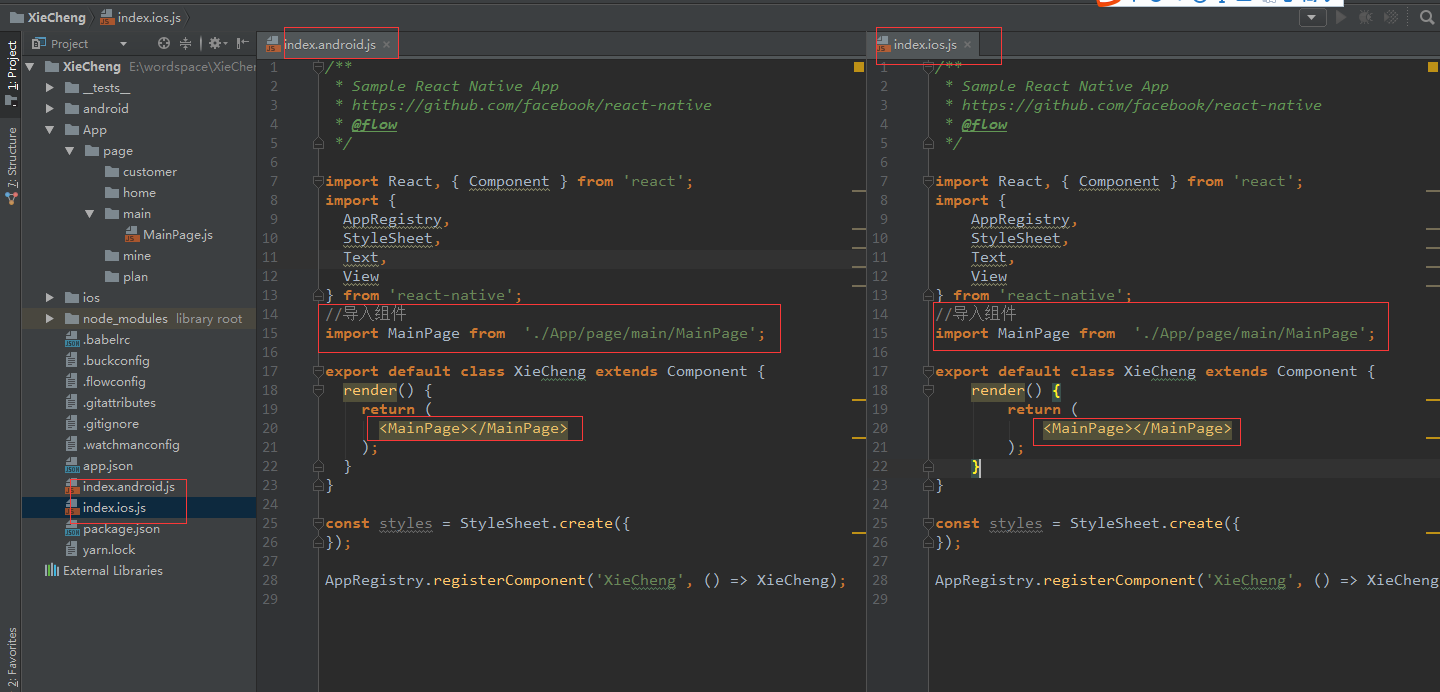 XieCheng index.ios.js
Project
1: Project
7: Structure
2: Favorites
XieCheng E:\wordspace\XieCher
__tests__
android
App
page
customer
home
main
MainPage.js
mine
plan
ios
node_modules library root
.babelrc
.buckconfig
.flowconfig
.gitattributes
.gitignore
.watchmanconfig
app.json
index.android.js
index.ios.js
package.json
yarn.lock
External Libraries
index.android.js
1 /**
2 * Sample React Native App
3 * https://github.com/facebook/react-native
4 * @flow
5 */
6
7 import React, { Component } from 'react';
8 import {
9 AppRegistry,
10 StyleSheet,
11 Text,
12 View
13 } from 'react-native';
14 //导入组件
15 import MainPage from './App/page/main/MainPage';
16
17 export default class XieCheng extends Component {
18 render() {
19 return (
20 <MainPage></MainPage>
21 );
22 }
23 }
24
25 const styles = StyleSheet.create({
26 });
27
28 AppRegistry.registerComponent('XieCheng', () => XieCheng);
29
index.ios.js
1 /**
2 * Sample React Native App
3 * https://github.com/facebook/react-native
4 * @flow
5 */
6
7 import React, { Component } from 'react';
8 import {
9 AppRegistry,
10 StyleSheet,
11 Text,
12 View
13 } from 'react-native';
14 //导入组件
15 import MainPage from './App/page/main/MainPage';
16
17 export default class XieCheng extends Component {
18 render() {
19 return (
20 <MainPage></MainPage>
21 );
22 }
23 }
24
25 const styles = StyleSheet.create({
26 });
27
28 AppRegistry.registerComponent('XieCheng', () => XieCheng
29